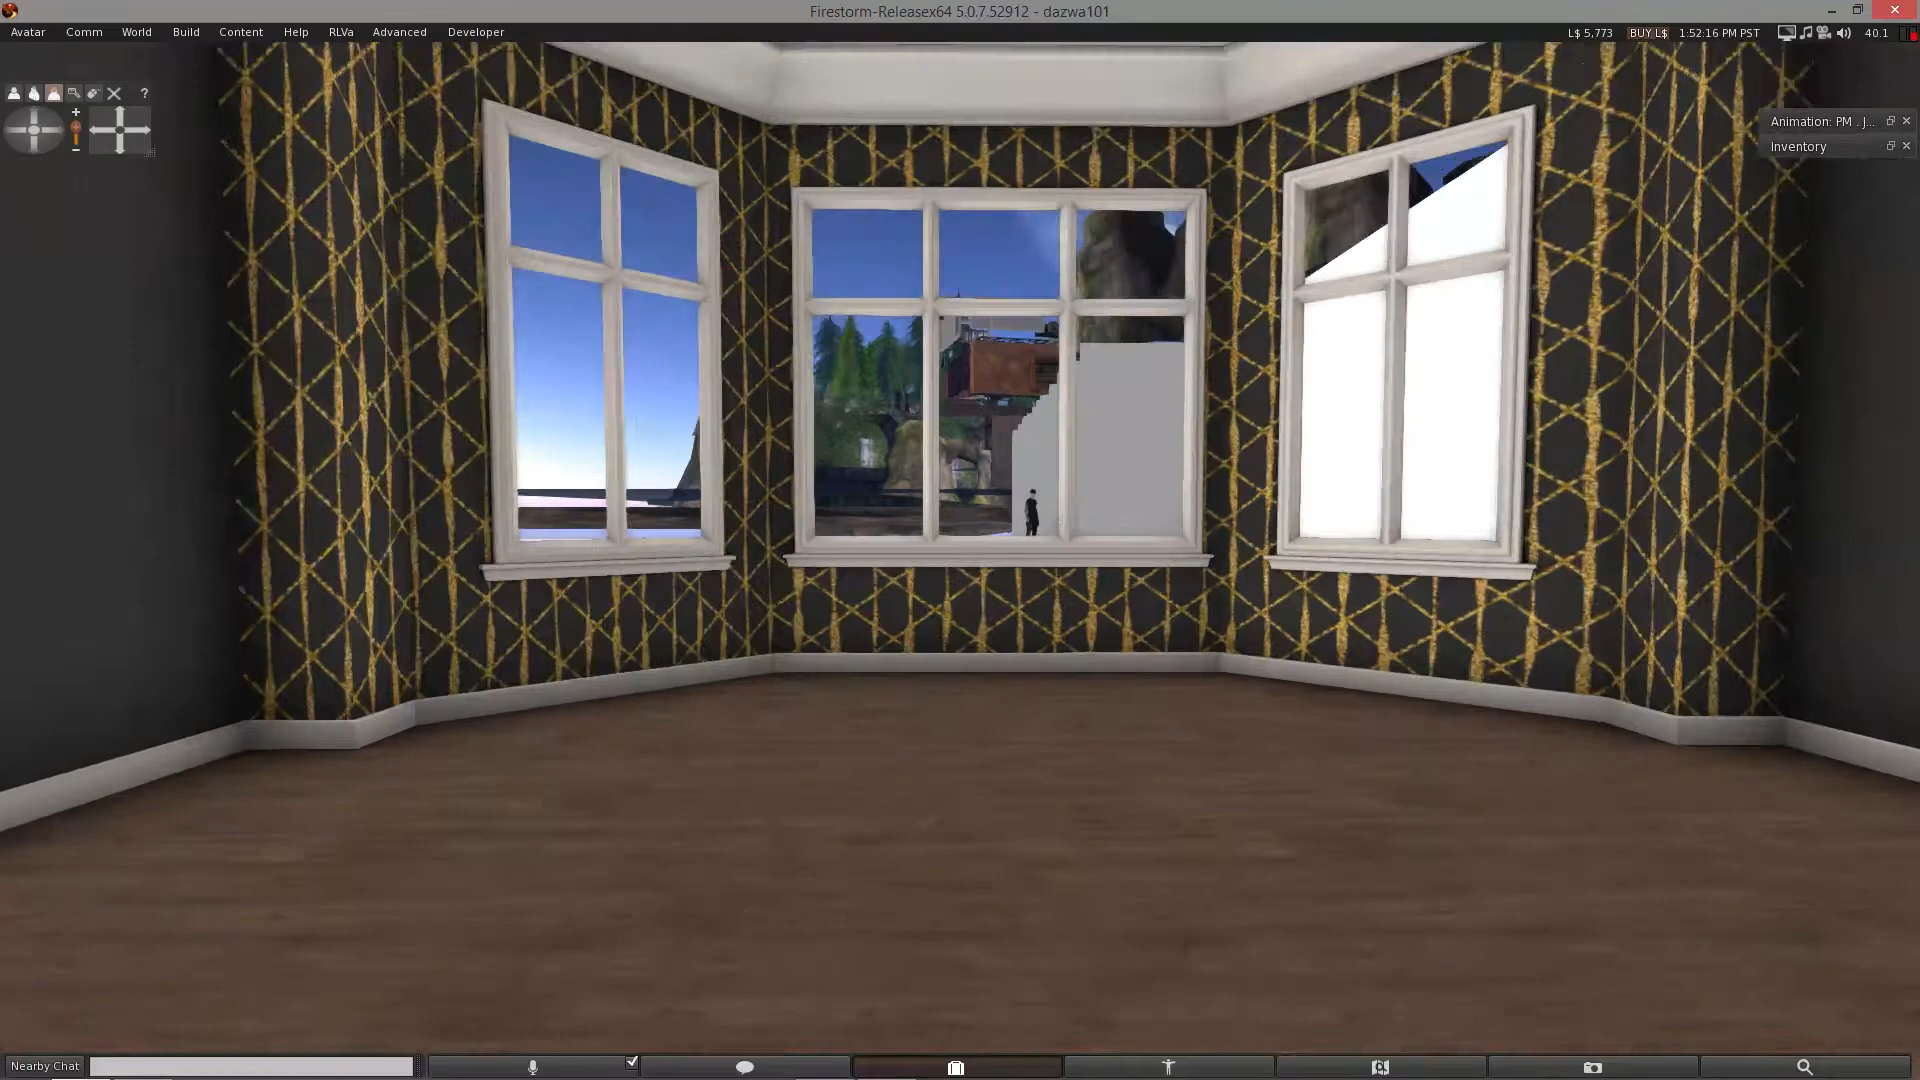 Firestorm-Releasex64 5.0.7.52912 - dazwa101
Avatar Comm World Build Content Help RLVa Advanced Developer L$ 5,773 BUY L$ 1:52:16 PM PST 40.1
?
Animation: PM . J...
Inventory
Nearby Chat